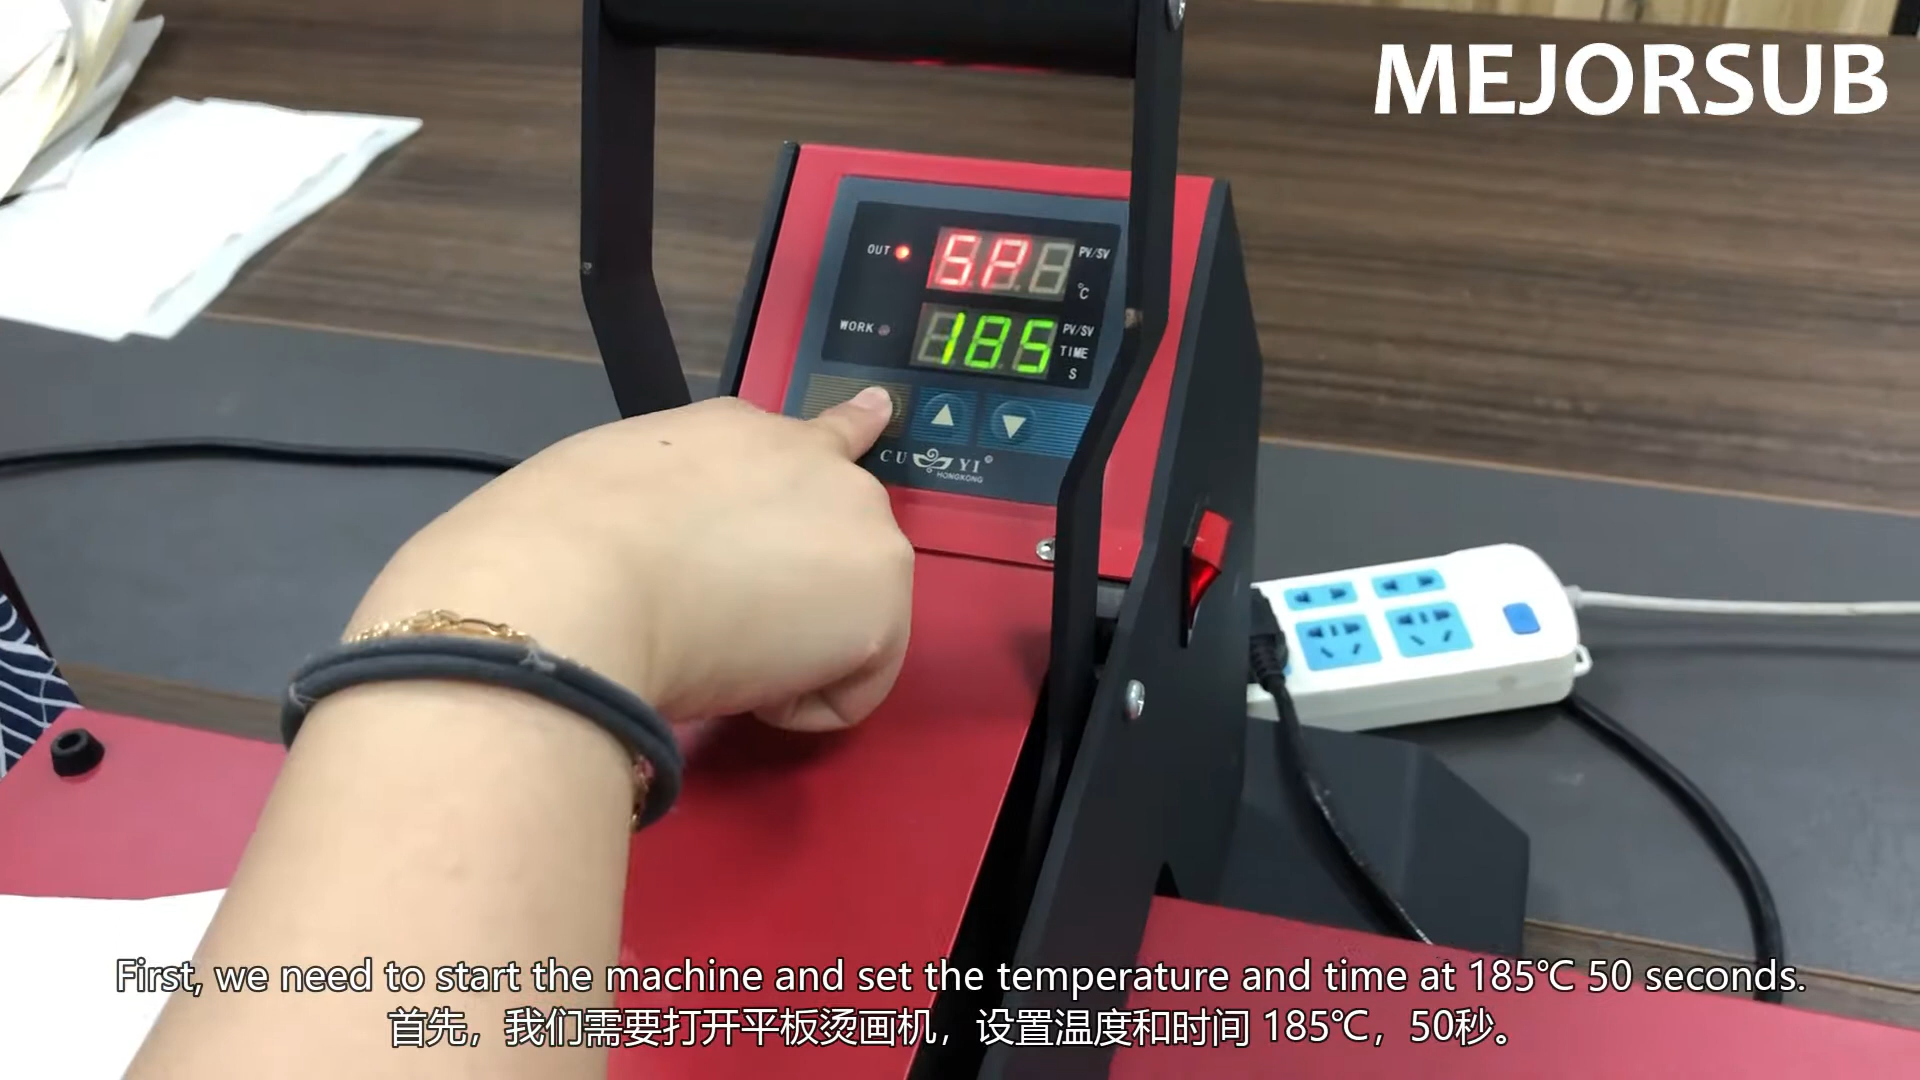 MEJORSUB
OUT
SP
PV/SV
℃
WORK
185
PV/SV
TIME
S
CU YI®
HONGKONG
First, we need to start the machine and set the temperature and time at 185℃ 50 seconds.
首先，我们需要打开平板烫画机，设置温度和时间 185℃，50秒。